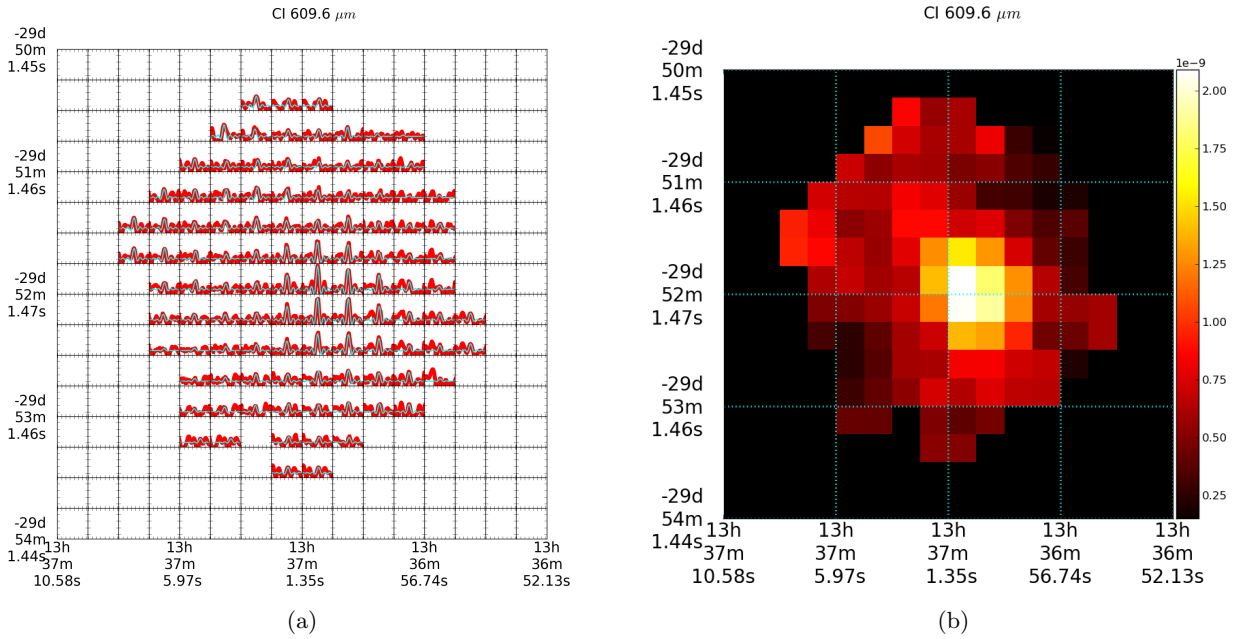 CI 609.6 μm
-29d
50m
1.45s
-29d
51m
1.46s
-29d
52m
1.47s
-29d
53m
1.46s
-29d
54m
1.44s
13h
37m
10.58s
13h
37m
5.97s
13h
37m
1.35s
13h
36m
56.74s
13h
36m
52.13s
(a)
CI 609.6 μm
-29d
50m
1.45s
-29d
51m
1.46s
-29d
52m
1.47s
-29d
53m
1.46s
-29d
54m
1.44s
13h
37m
10.58s
13h
37m
5.97s
13h
37m
1.35s
13h
36m
56.74s
13h
36m
52.13s
1e−9
2.00
1.75
1.50
1.25
1.00
0.75
0.50
0.25
(b)